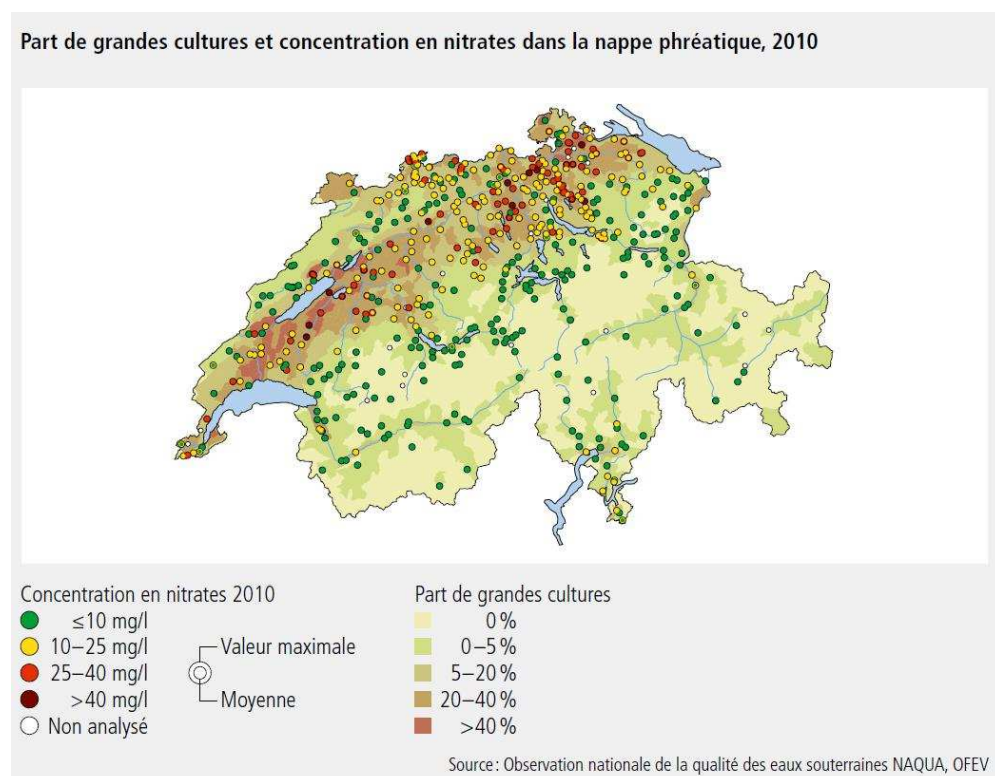 Part de grandes cultures et concentration en nitrates dans la nappe phréatique, 2010
Concentration en nitrates 2010
≤10 mg/l
10–25 mg/l
25–40 mg/l
>40 mg/l
Non analysé
Valeur maximale
Moyenne
Part de grandes cultures
0 %
0–5 %
5–20 %
20–40 %
>40 %
Source: Observation nationale de la qualité des eaux souterraines NAQUA, OFEV